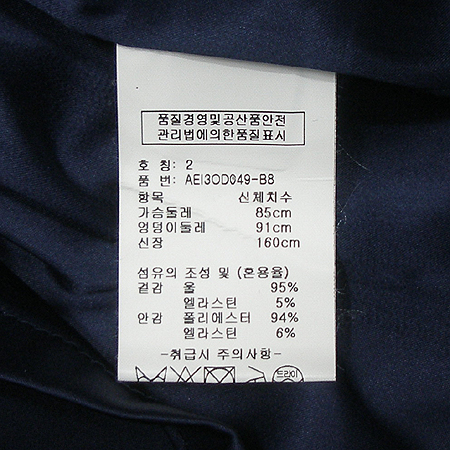 품질경영및공산품안전
관리법에의한품질표시
호 칭: 2
품 번: AEI3OD049-B8
항목 신체치수
가슴둘레 85cm
엉덩이둘레 91cm
신장 160cm
섬유의 조성 및 (혼용율)
겉감 울 95%
엘라스틴 5%
안감 폴리에스터 94%
엘라스틴 6%
-취급시 주의사항-
드라이